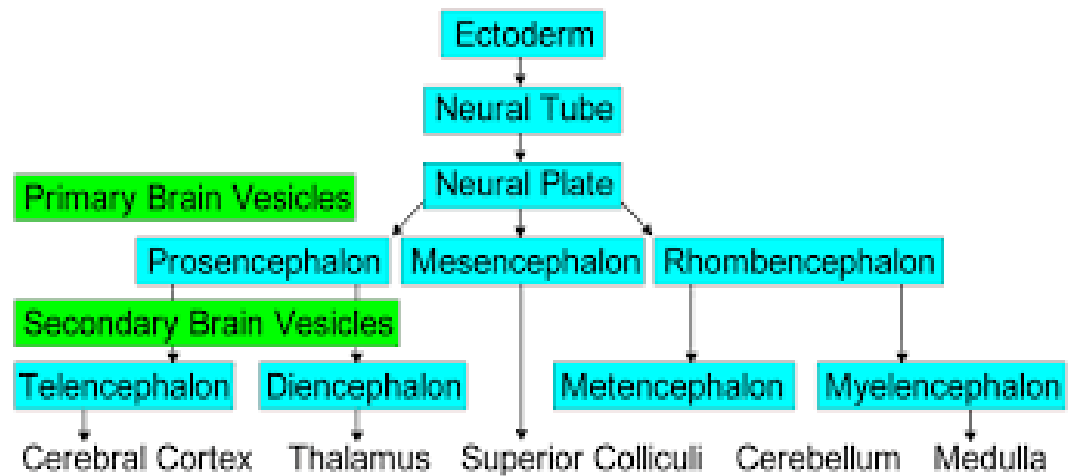 Ectoderm
Neural Tube
Neural Plate
Primary Brain Vesicles
Prosencephalon
Mesencephalon
Rhombencephalon
Secondary Brain Vesicles
Telencephalon
Diencephalon
Metencephalon
Myelencephalon
Cerebral Cortex
Thalamus
Superior Colliculi
Cerebellum
Medulla